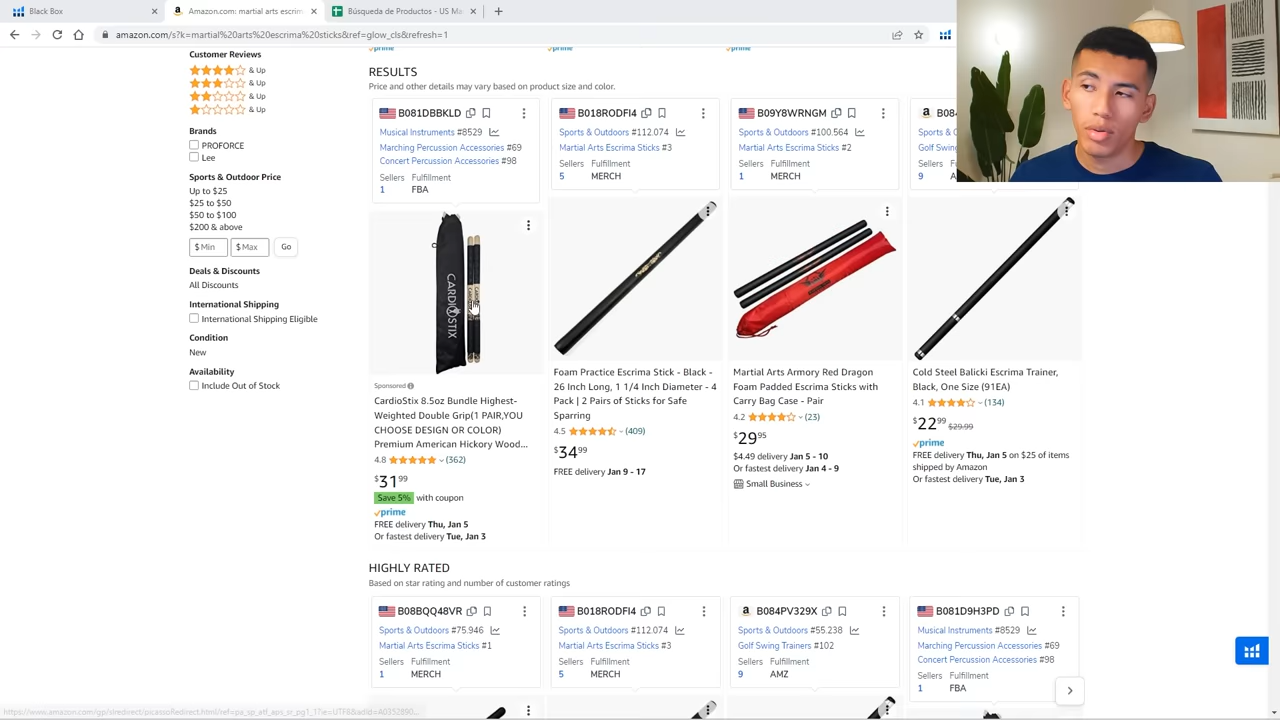 Black Box
Amazon.com: martial arts escrim
Búsqueda de Productos - US Ma
amazon.com/s?k=martial%20arts%20escrima%20sticks&ref=glow_cls&refresh=1
prime
prime
prime
Customer Reviews
& Up
& Up
& Up
& Up
Brands
PROFORCE
Lee
Sports & Outdoor Price
Up to $25
$25 to $50
$50 to $100
$200 & above
$ Min
$ Max
Go
Deals & Discounts
All Discounts
International Shipping
International Shipping Eligible
Condition
New
Availability
Include Out of Stock
RESULTS
Price and other details may vary based on product size and color.
B081DBBKLD
Musical Instruments #8529
Marching Percussion Accessories #69
Concert Percussion Accessories #98
Sellers Fulfillment
1 FBA
CARDIOSTIX
Sponsored
CardioStix 8.5oz Bundle Highest-
Weighted Double Grip(1 PAIR,YOU
CHOOSE DESIGN OR COLOR)
Premium American Hickory Wood...
4.8 (362)
$31 99
Save 5% with coupon
prime
FREE delivery Thu, Jan 5
Or fastest delivery Tue, Jan 3
B018RODFI4
Sports & Outdoors #112.074
Martial Arts Escrima Sticks #3
Sellers Fulfillment
5 MERCH
Foam Practice Escrima Stick - Black -
26 Inch Long, 1 1/4 Inch Diameter - 4
Pack | 2 Pairs of Sticks for Safe
Sparring
4.5 (409)
$34 99
FREE delivery Jan 9 - 17
B09Y8WRNGM
Sports & Outdoors #100.564
Martial Arts Escrima Sticks #2
Sellers Fulfillment
1 MERCH
Martial Arts Armory Red Dragon
Foam Padded Escrima Sticks with
Carry Bag Case - Pair
4.2 (23)
$29 95
$4.49 delivery Jan 5 - 10
Or fastest delivery Jan 4 - 9
Small Business
B084
Sports & O
Golf Swing
Sellers Fulfillment
9 A
Cold Steel Balicki Escrima Trainer,
Black, One Size (91EA)
4.1 (134)
$22 99 $29.99
prime
FREE delivery Thu, Jan 5 on $25 of items
shipped by Amazon
Or fastest delivery Tue, Jan 3
HIGHLY RATED
Based on star rating and number of customer ratings
B08BQQ48VR
Sports & Outdoors #75.946
Martial Arts Escrima Sticks #1
Sellers Fulfillment
1 MERCH
B018RODFI4
Sports & Outdoors #112.074
Martial Arts Escrima Sticks #3
Sellers Fulfillment
5 MERCH
B084PV329X
Sports & Outdoors #55.238
Golf Swing Trainers #102
Sellers Fulfillment
9 AMZ
B081D9H3PD
Musical Instruments #8529
Marching Percussion Accessories #69
Concert Percussion Accessories #98
Sellers Fulfillment
1 FBA